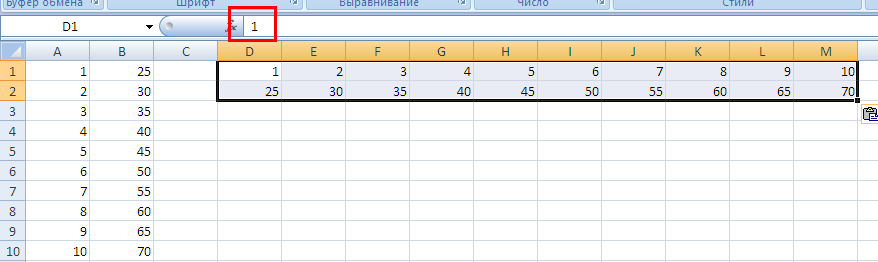 Буфер обмена Шрифт Выравнивание Число Стили
D1 fx 1
A B C D E F G H I J K L M
1 1 25 1 2 3 4 5 6 7 8 9 10
2 2 30 25 30 35 40 45 50 55 60 65 70
3 3 35
4 4 40
5 5 45
6 6 50
7 7 55
8 8 60
9 9 65
10 10 70